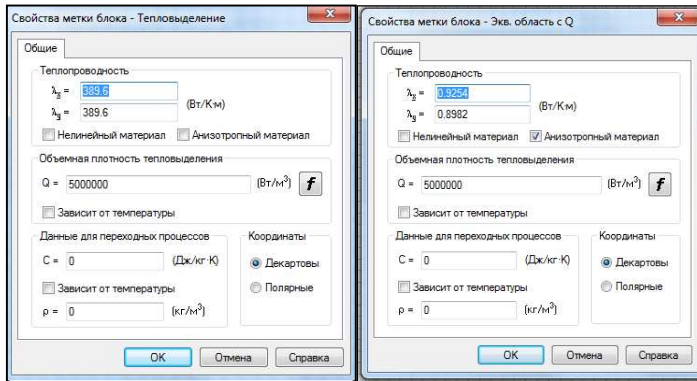 Свойства метки блока - Тепловыделение
Общие
Теплопроводность
λx = 389.6
λy = 389.6
(Вт/К·м)
Нелинейный материал Анизотропный материал
Объемная плотность тепловыделения
Q = 5000000 (Вт/м³) f
Зависит от температуры
Данные для переходных процессов
C = 0 (Дж/кг·К)
Зависит от температуры
ρ = 0 (кг/м³)
Координаты
Декартовы
Полярные
ОК Отмена Справка
Свойства метки блока - Экв. область с Q
Общие
Теплопроводность
λx = 0.9254
λy = 0.8982
(Вт/К·м)
Нелинейный материал Анизотропный материал
Объемная плотность тепловыделения
Q = 5000000 (Вт/м³) f
Зависит от температуры
Данные для переходных процессов
C = 0 (Дж/кг·К)
Зависит от температуры
ρ = 0 (кг/м³)
Координаты
Декартовы
Полярные
ОК Отмена Справка